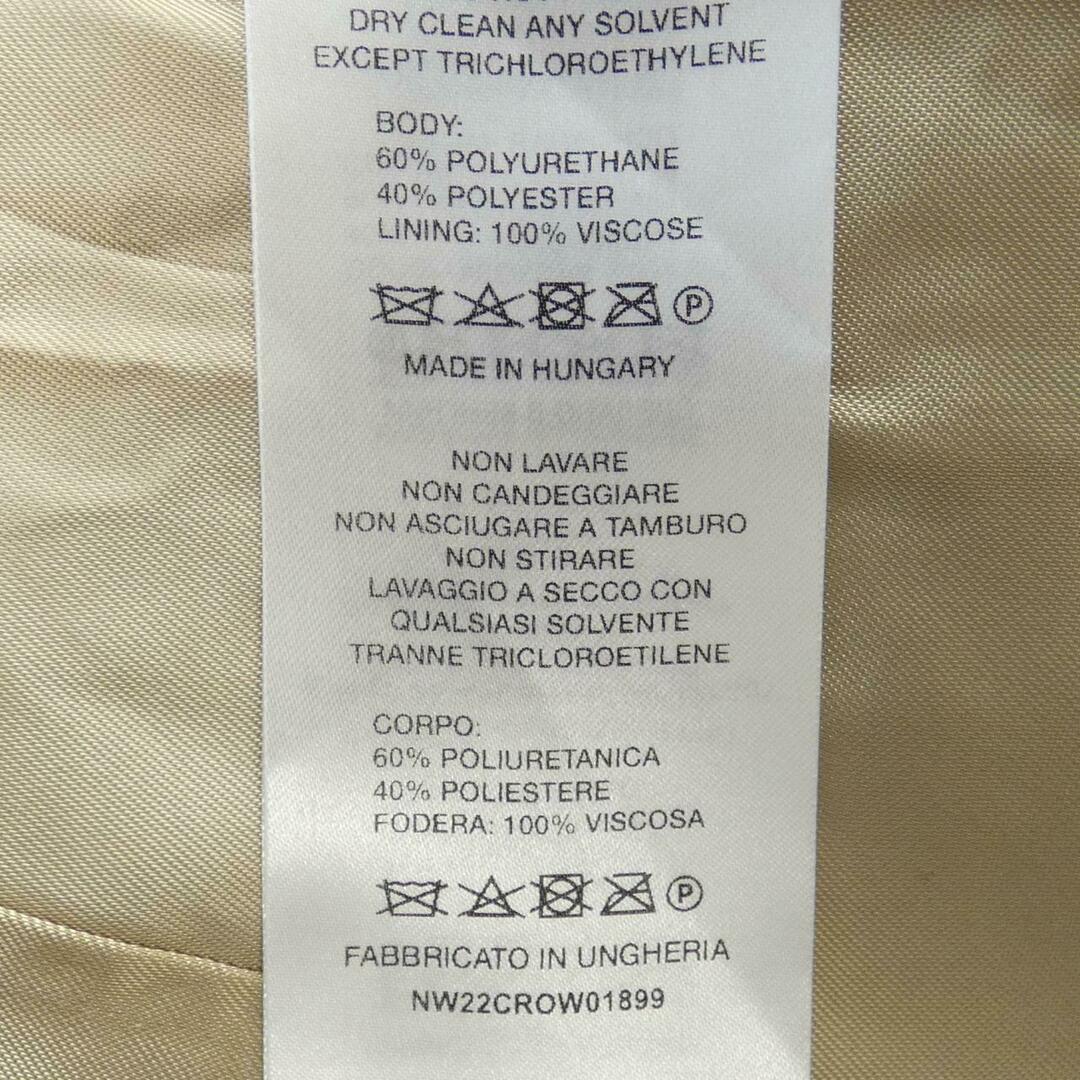 DRY CLEAN ANY SOLVENT
EXCEPT TRICHLOROETHYLENE
BODY:
60% POLYURETHANE
40% POLYESTER
LINING: 100% VISCOSE
P
MADE IN HUNGARY
NON LAVARE
NON CANDEGGIARE
NON ASCIUGARE A TAMBURO
NON STIRARE
LAVAGGIO A SECCO CON
QUALSIASI SOLVENTE
TRANNE TRICLOROETILENE
CORPO:
60% POLIURETANICA
40% POLIESTERE
FODERA: 100% VISCOSA
P
FABBRICATO IN UNGHERIA
NW22CROW01899